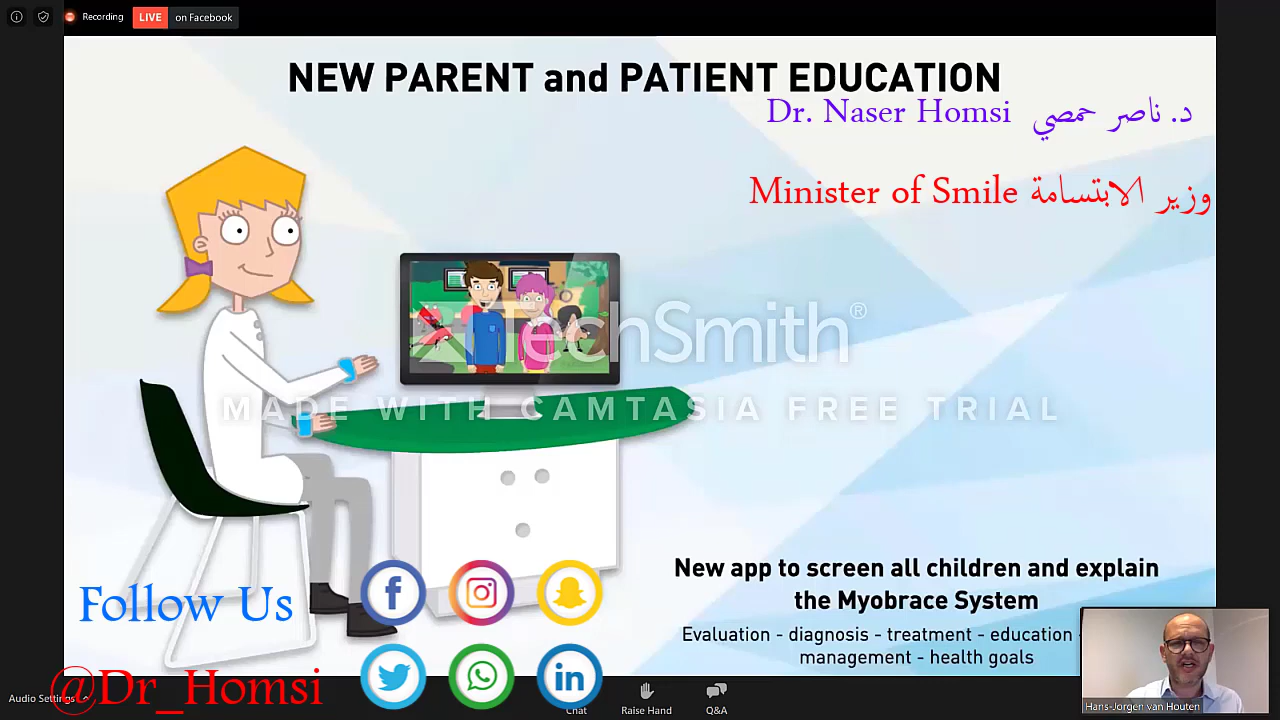 Recording
LIVE on Facebook
NEW PARENT and PATIENT EDUCATION
Dr. Naser Homsi د. ناصر حمصي
Minister of Smile وزير الابتسامة
TechSmith®
MADE WITH CAMTASIA FREE TRIAL
New app to screen all children and explain
the Myobrace System
Evaluation - diagnosis - treatment - education -
management - health goals
Follow Us
@Dr_Homsi
Audio Settings
Chat
Raise Hand
Q&A
Hans-Jorgen van Houten